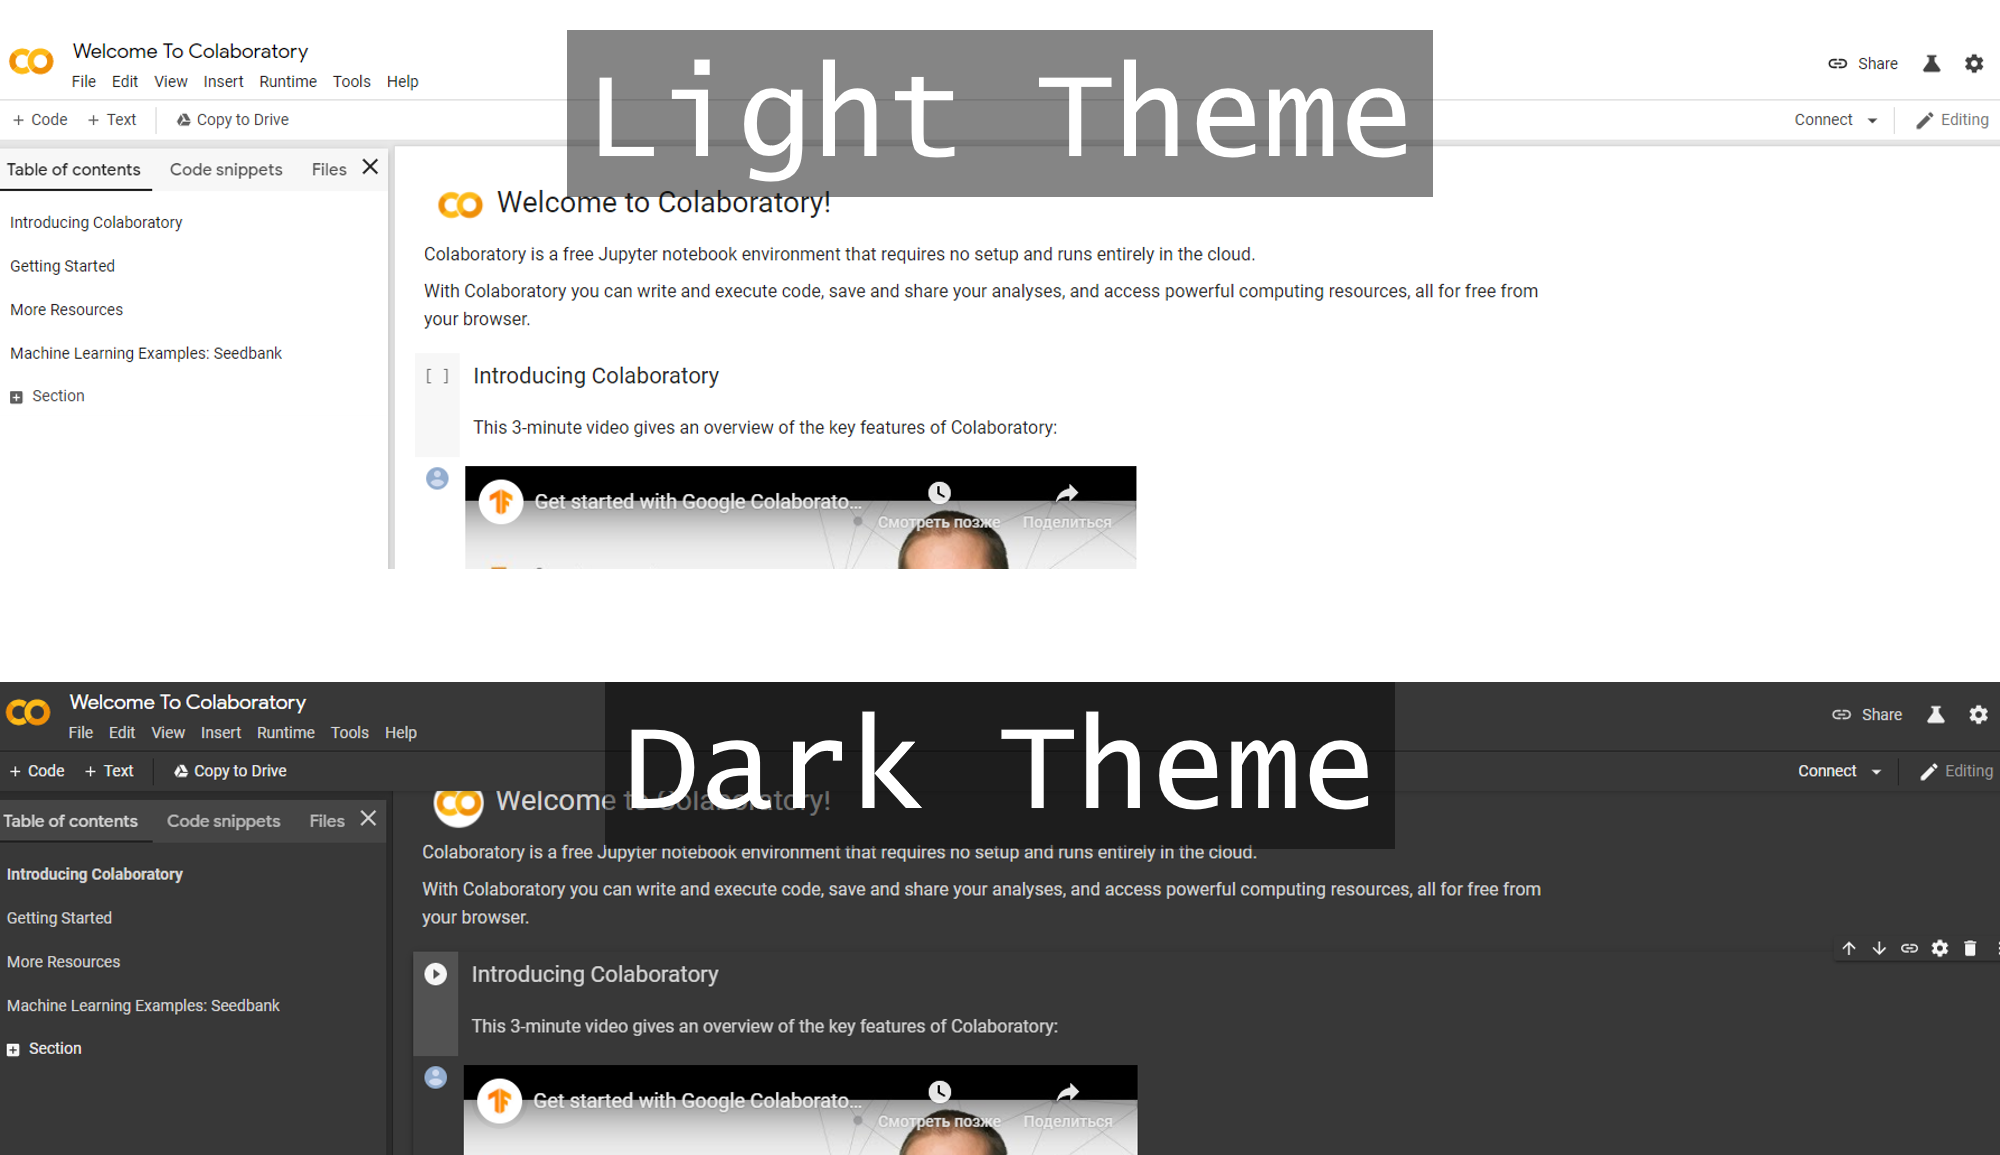 Welcome To Colaboratory
File Edit View Insert Runtime Tools Help
Light Theme
Share
+ Code + Text Copy to Drive
Connect Editing
Table of contents Code snippets Files
Introducing Colaboratory
Getting Started
More Resources
Machine Learning Examples: Seedbank
Section
Welcome to Colaboratory!
Colaboratory is a free Jupyter notebook environment that requires no setup and runs entirely in the cloud.
With Colaboratory you can write and execute code, save and share your analyses, and access powerful computing resources, all for free from
your browser.
[ ] Introducing Colaboratory
This 3-minute video gives an overview of the key features of Colaboratory:
Get started with Google Colaborato...
Смотреть позже Поделиться
Welcome To Colaboratory
File Edit View Insert Runtime Tools Help
Dark Theme
Share
+ Code + Text Copy to Drive
Connect Editing
Table of contents Code snippets Files
Introducing Colaboratory
Getting Started
More Resources
Machine Learning Examples: Seedbank
Section
Welcome to Colaboratory!
Colaboratory is a free Jupyter notebook environment that requires no setup and runs entirely in the cloud.
With Colaboratory you can write and execute code, save and share your analyses, and access powerful computing resources, all for free from
your browser.
Introducing Colaboratory
This 3-minute video gives an overview of the key features of Colaboratory:
Get started with Google Colaborato...
Смотреть позже Поделиться